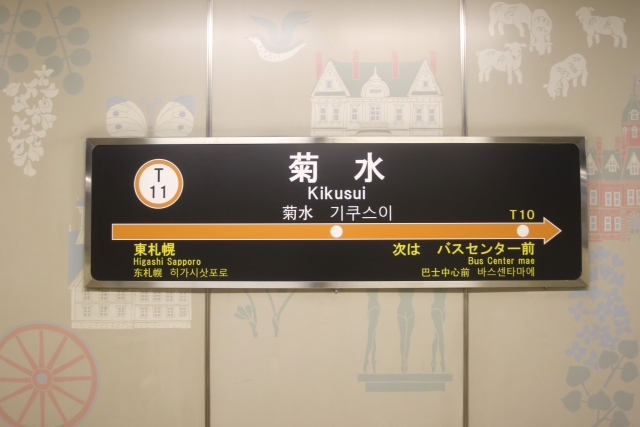 T
11
菊 水
Kikusui
菊水 기쿠스이
T10
東札幌
Higashi Sapporo
东札幌 히가시삿포로
次は バスセンター前
Bus Center mae
巴士中心前 바스센타마에